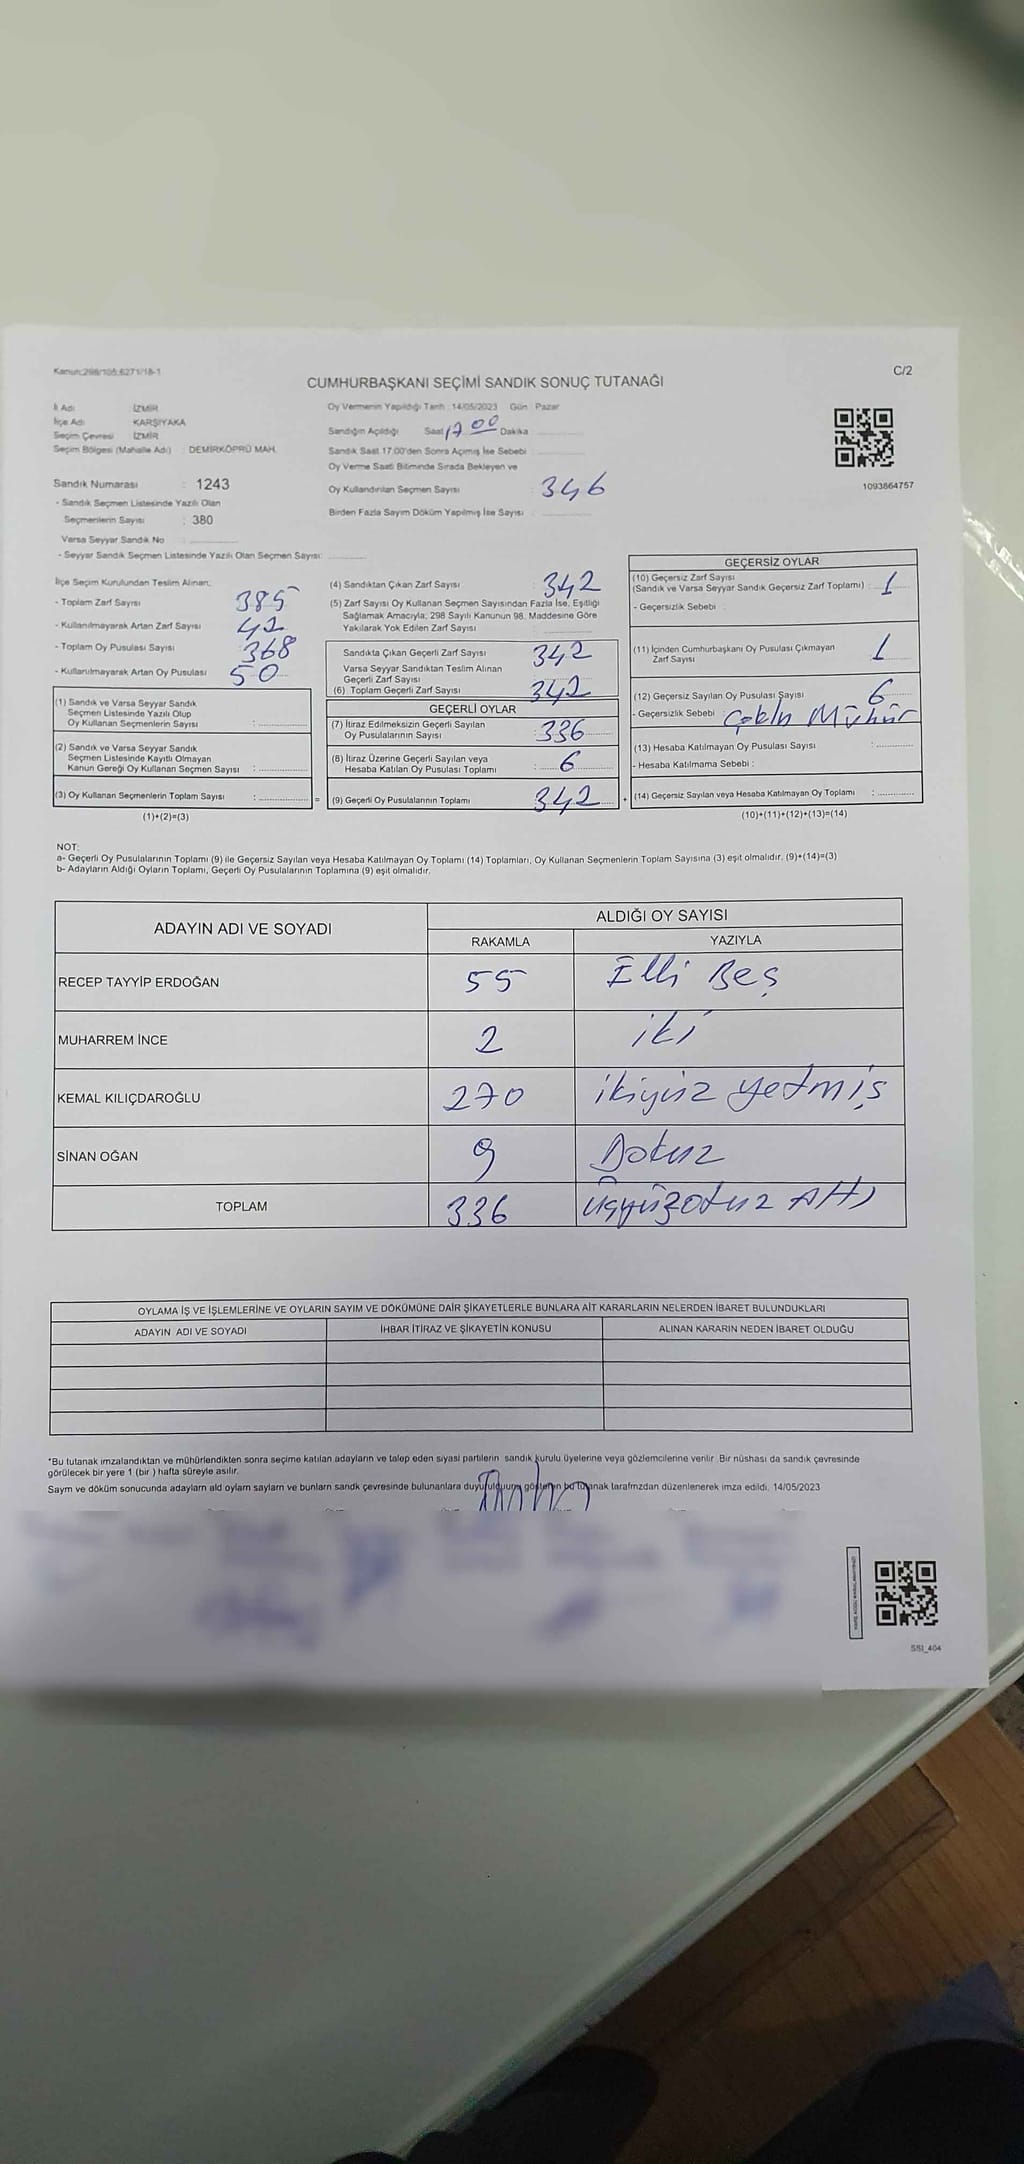 Kanun:298/105;6271/18-1
C/2
CUMHURBAŞKANI SEÇİMİ SANDIK SONUÇ TUTANAĞI
İl Adı İZMİR
İlçe Adı KARŞIYAKA
Seçim Çevresi İZMİR
Seçim Bölgesi (Mahalle Adı) : DEMİRKÖPRÜ MAH.
Sandık Numarası : 1243
- Sandık Seçmen Listesinde Yazılı Olan
Seçmenlerin Sayısı : 380
Varsa Seyyar Sandık No :
- Seyyar Sandık Seçmen Listesinde Yazılı Olan Seçmen Sayısı:
Oy Vermenin Yapıldığı Tarih : 14/05/2023 Gün : Pazar
Sandığın Açıldığı Saat 17 00 Dakika
Sandık Saat 17.00'den Sonra Açımış İse Sebebi :
Oy Verme Saati Bitiminde Sırada Bekleyen ve
Oy Kullandırılan Seçmen Sayısı : 346
Birden Fazla Sayım Döküm Yapılmış İse Sayısı :
1093864757
İlçe Seçim Kurulundan Teslim Alınan;
- Toplam Zarf Sayısı : 385
- Kullanılmayarak Artan Zarf Sayısı : 42
- Toplam Oy Pusulası Sayısı : 368
- Kullanılmayarak Artan Oy Pusulası : 50
(1) Sandık ve Varsa Seyyar Sandık
Seçmen Listesinde Yazılı Olup
Oy Kullanan Seçmenlerin Sayısı :
(2) Sandık ve Varsa Seyyar Sandık
Seçmen Listesinde Kayıtlı Olmayan
Kanun Gereği Oy Kullanan Seçmen Sayısı :
(3) Oy Kullanan Seçmenlerin Toplam Sayısı : =
(1)+(2)=(3)
(4) Sandıktan Çıkan Zarf Sayısı : 342
(5) Zarf Sayısı Oy Kullanan Seçmen Sayısından Fazla İse, Eşitliği
Sağlamak Amacıyla; 298 Sayılı Kanunun 98. Maddesine Göre
Yakılarak Yok Edilen Zarf Sayısı
Sandıkta Çıkan Geçerli Zarf Sayısı : 342
Varsa Seyyar Sandıktan Teslim Alınan
Geçerli Zarf Sayısı :
(6) Toplam Geçerli Zarf Sayısı : 342
GEÇERLİ OYLAR
(7) İtiraz Edilmeksizin Geçerli Sayılan
Oy Pusulalarının Sayısı : 336
(8) İtiraz Üzerine Geçerli Sayılan veya
Hesaba Katılan Oy Pusulası Toplamı : 6
(9) Geçerli Oy Pusulalarının Toplamı : 342 +
GEÇERSİZ OYLAR
(10) Geçersiz Zarf Sayısı
(Sandık ve Varsa Seyyar Sandık Geçersiz Zarf Toplamı) : 1
- Geçersizlik Sebebi :
(11) İçinden Cumhurbaşkanı Oy Pusulası Çıkmayan
Zarf Sayısı 1
(12) Geçersiz Sayılan Oy Pusulası Sayısı 6
- Geçersizlik Sebebi : Çoklu Mühür
(13) Hesaba Katılmayan Oy Pusulası Sayısı :
- Hesaba Katılmama Sebebi :
(14) Geçersiz Sayılan veya Hesaba Katılmayan Oy Toplamı :
(10)+(11)+(12)+(13)=(14)
NOT:
a- Geçerli Oy Pusulalarının Toplamı (9) ile Geçersiz Sayılan veya Hesaba Katılmayan Oy Toplamı (14) Toplamları, Oy Kullanan Seçmenlerin Toplam Sayısına (3) eşit olmalıdır. (9)+(14)=(3)
b- Adayların Aldığı Oyların Toplamı, Geçerli Oy Pusulalarının Toplamına (9) eşit olmalıdır.
ADAYIN ADI VE SOYADI ALDIĞI OY SAYISI
RAKAMLA YAZIYLA
RECEP TAYYİP ERDOĞAN 55 Elli Beş
MUHARREM İNCE 2 iki
KEMAL KILIÇDAROĞLU 270 ikiyüz yetmiş
SİNAN OĞAN 9 Dokuz
TOPLAM 336 üçyüzotuz Altı
OYLAMA İŞ VE İŞLEMLERİNE VE OYLARIN SAYIM VE DÖKÜMÜNE DAİR ŞİKAYETLERLE BUNLARA AİT KARARLARIN NELERDEN İBARET BULUNDUKLARI
ADAYIN ADI VE SOYADI İHBAR İTİRAZ VE ŞİKAYETİN KONUSU ALINAN KARARIN NEDEN İBARET OLDUĞU
*Bu tutanak imzalandıktan ve mühürlendikten sonra seçime katılan adayların ve talep eden siyasi partilerin sandık kurulu üyelerine veya gözlemcilerine verilir. Bir nüshası da sandık çevresinde
görülecek bir yere 1 (bir ) hafta süreyle asılır.
Sayım ve döküm sonucunda adayların ald oyların saylarn ve bunların sandk çevresinde bulunanlara duyurulduğunu gösteren bu tutanak tarafmzdan düzenlenerek imza edildi. 14/05/2023
SSI_404